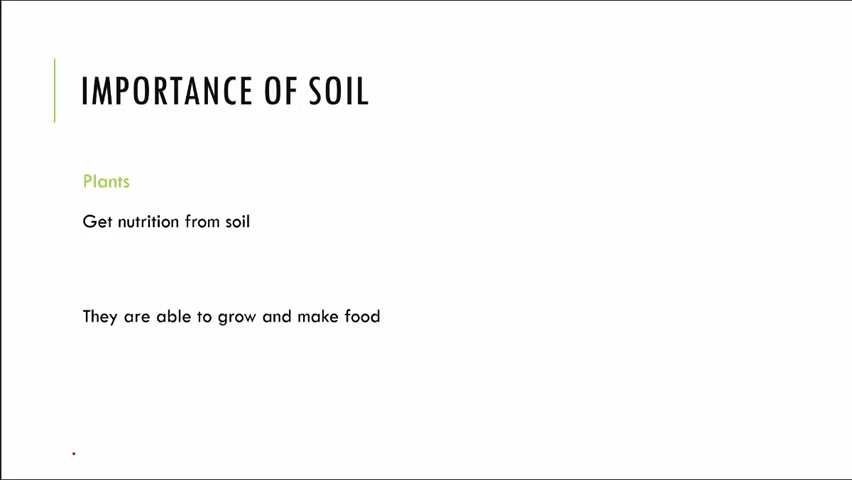 IMPORTANCE OF SOIL
Plants
Get nutrition from soil
They are able to grow and make food